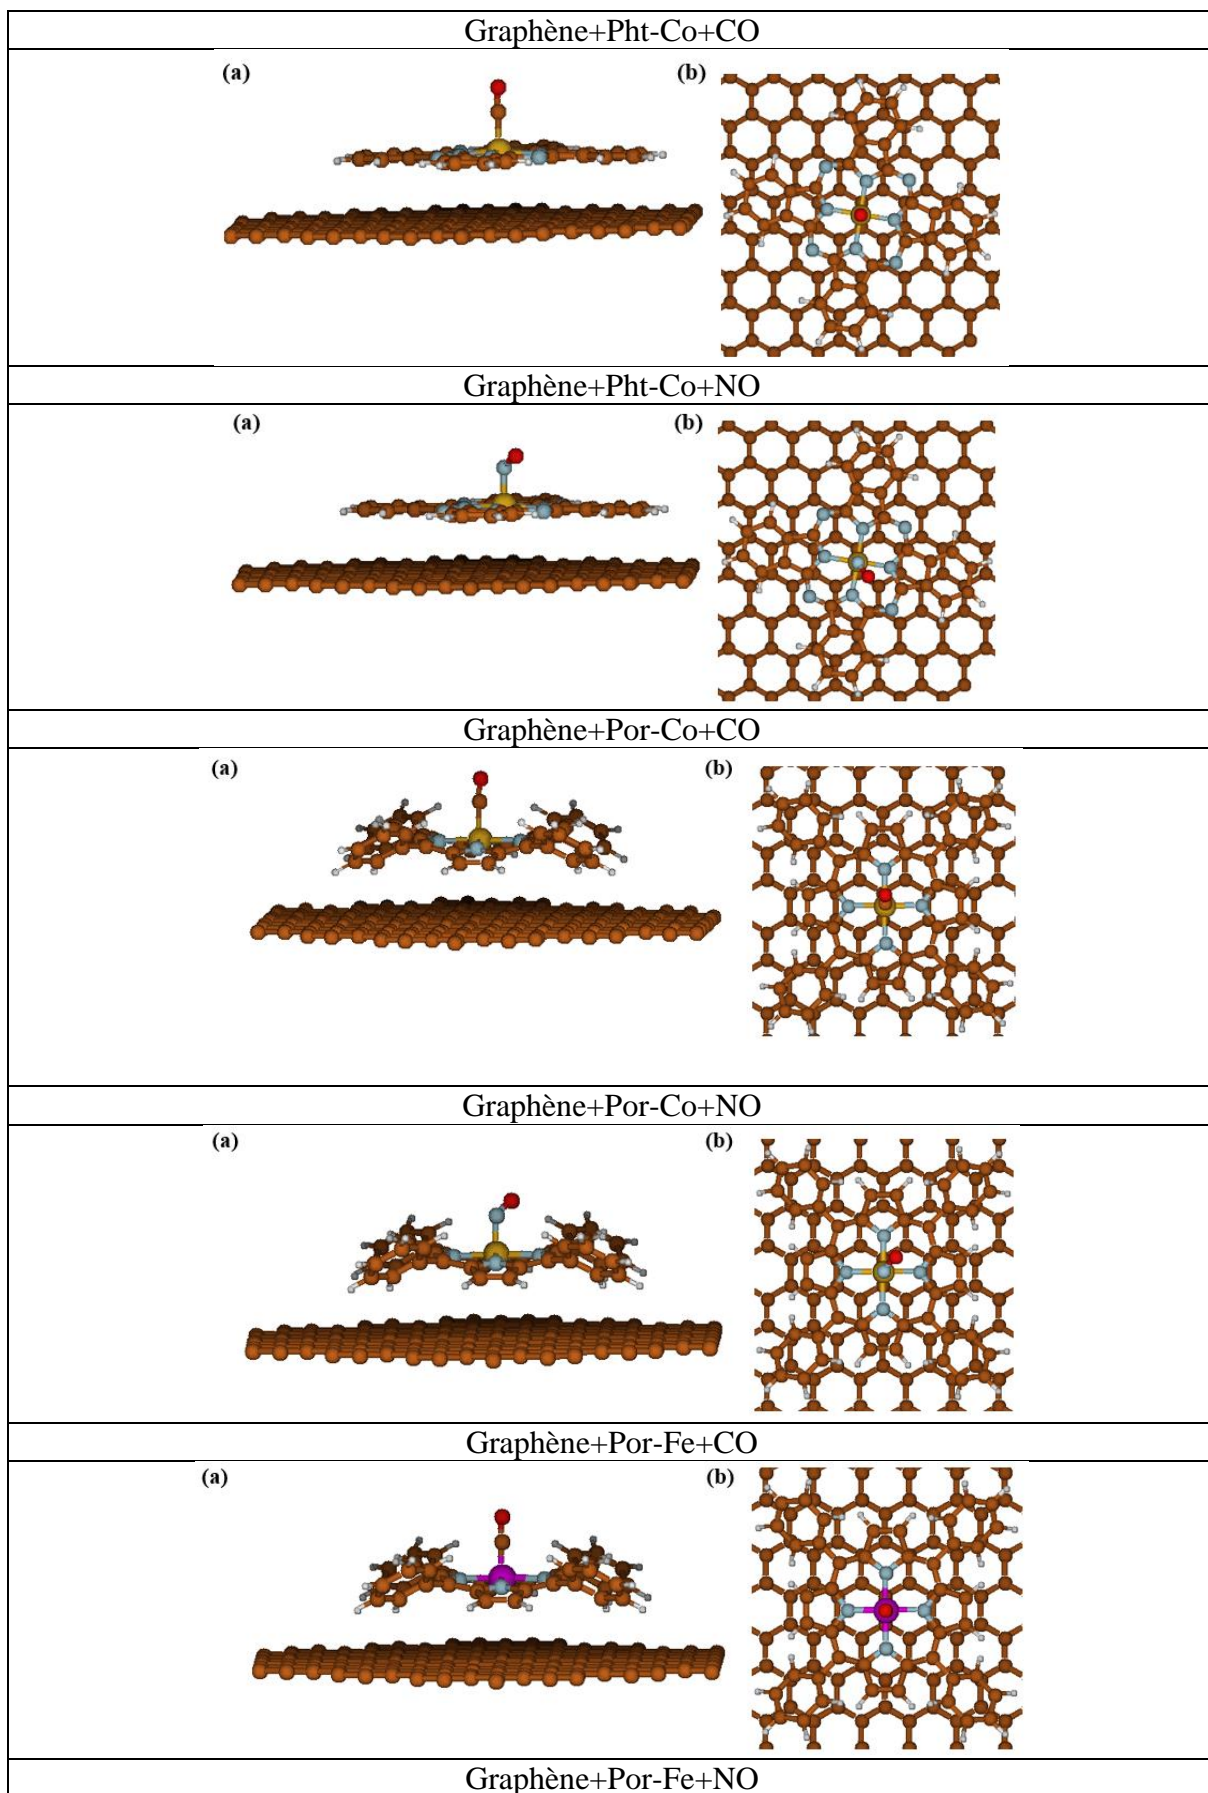 Graphène+Pht-Co+CO
(a) (b)
Graphène+Pht-Co+NO
(a) (b)
Graphène+Por-Co+CO
(a) (b)
Graphène+Por-Co+NO
(a) (b)
Graphène+Por-Fe+CO
(a) (b)
Graphène+Por-Fe+NO